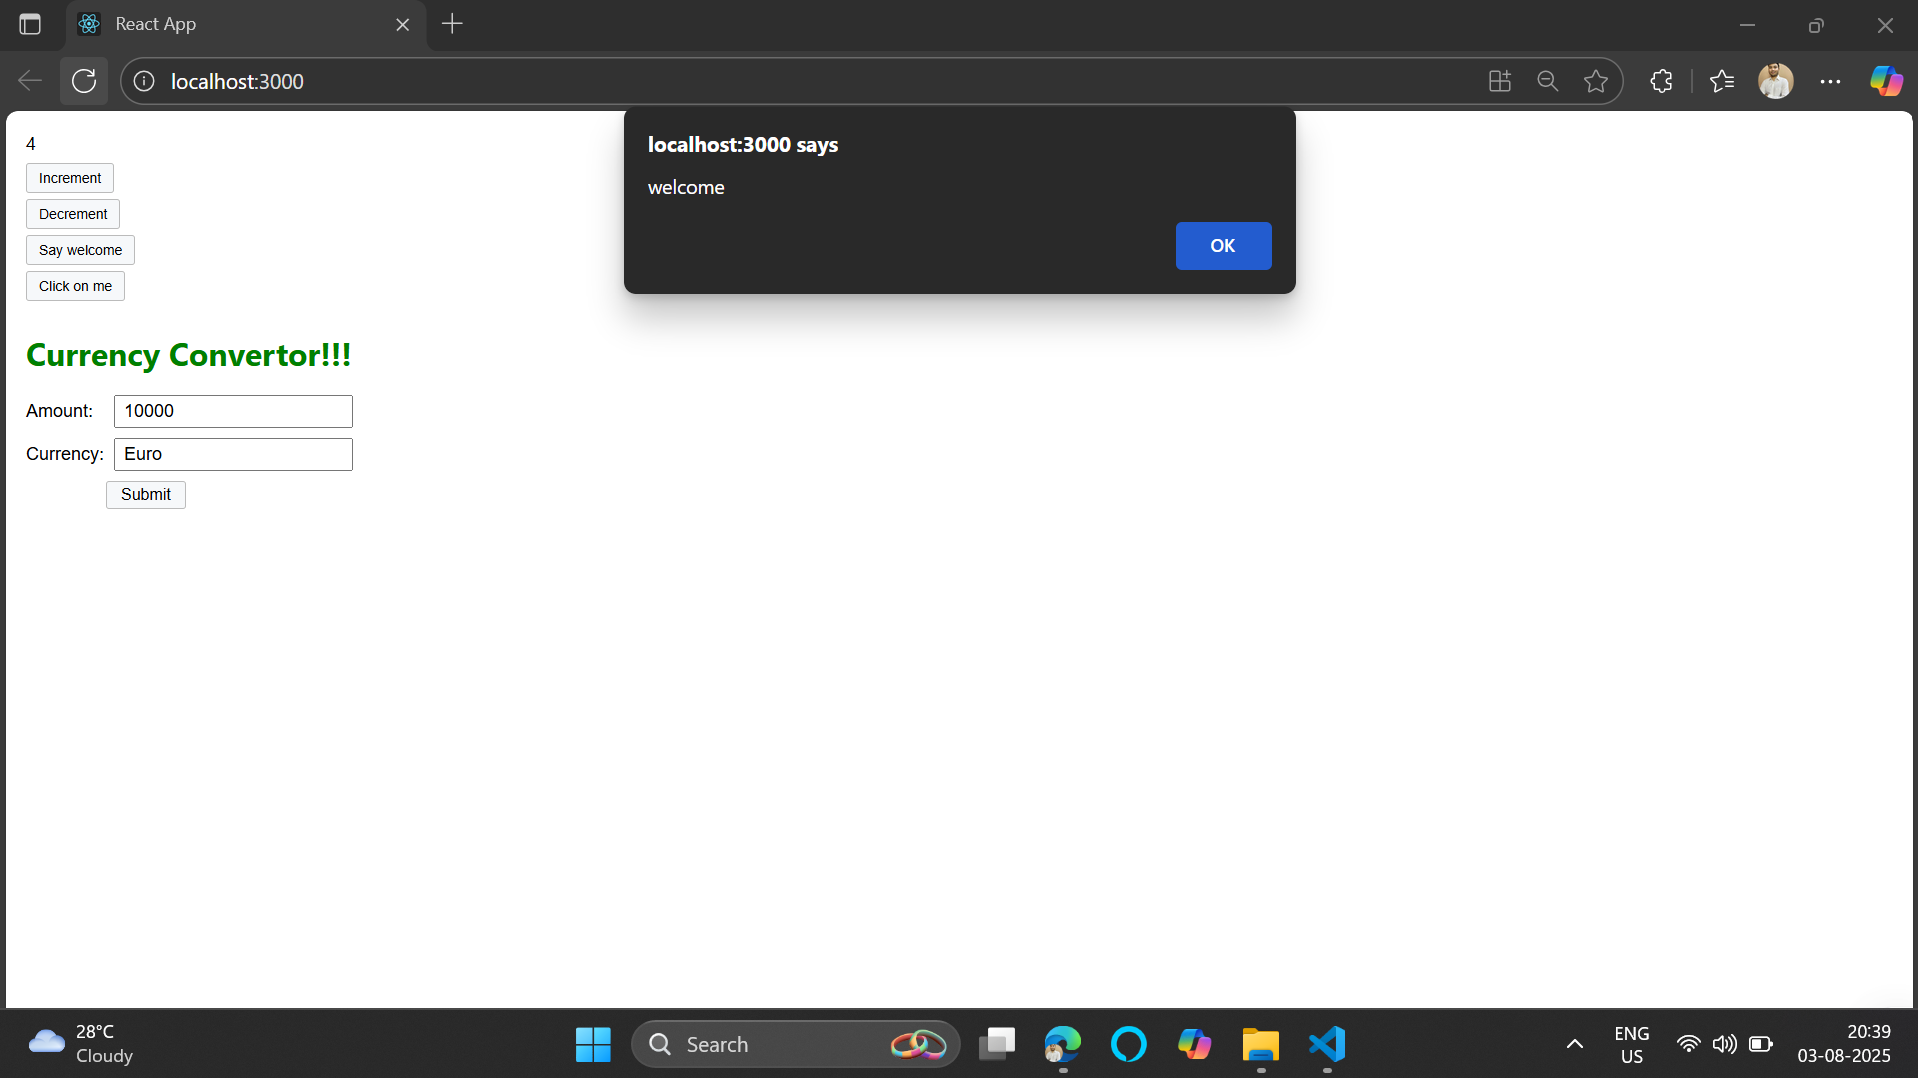 React App
localhost:3000
localhost:3000 says
welcome
OK
4
Increment
Decrement
Say welcome
Click on me
Currency Convertor!!!
Amount: 10000
Currency: Euro
Submit
28°C
Cloudy
Search
ENG
US
20:39
03-08-2025